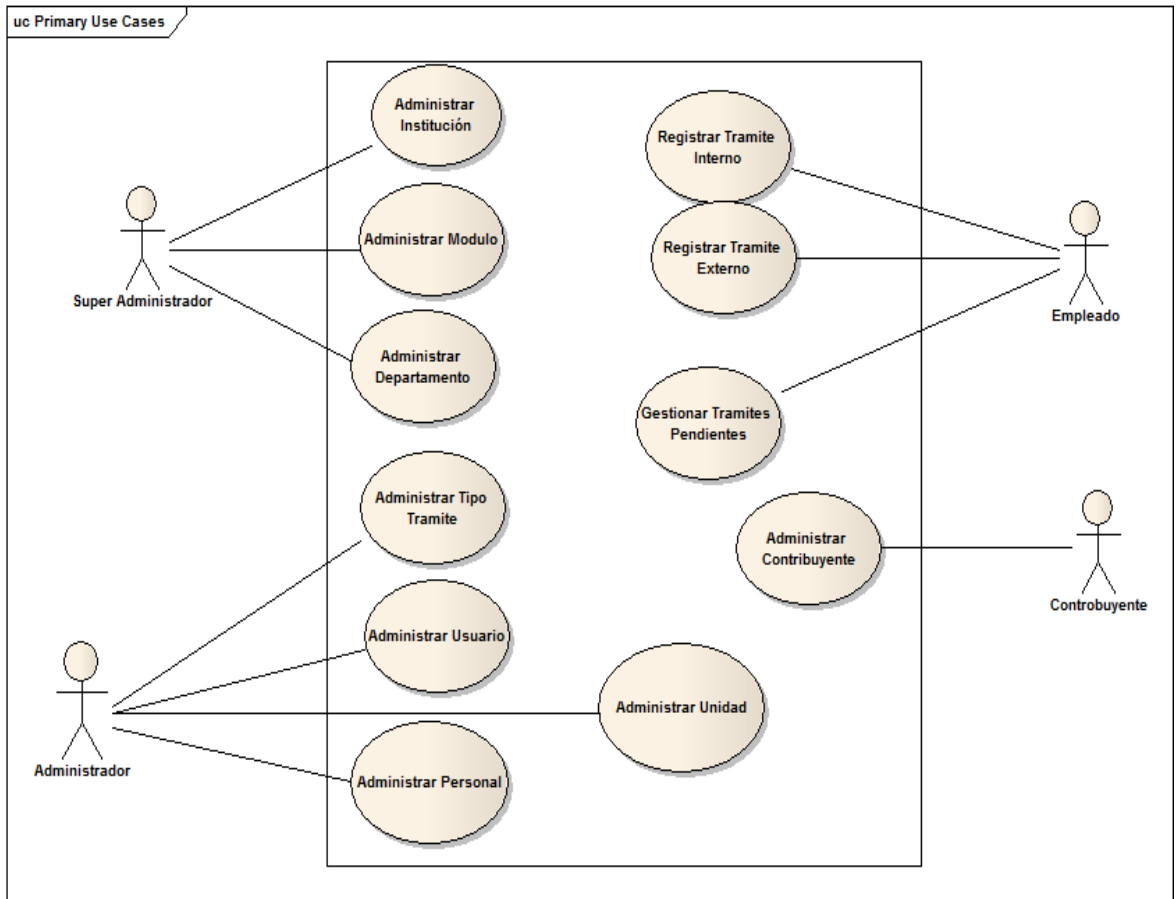 uc Primary Use Cases
Administrar
Institución
Registrar Tramite
Interno
Administrar Modulo
Registrar Tramite
Externo
Super Administrador
Empleado
Administrar
Departamento
Gestionar Tramites
Pendientes
Administrar Tipo
Tramite
Administrar
Contribuyente
Controbuyente
Administrar Usuario
Administrar Unidad
Administrador
Administrar Personal